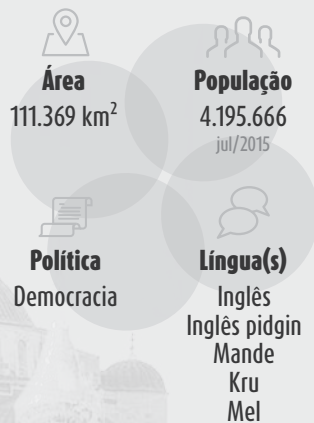 Área
111.369 km²
População
4.195.666
jul/2015
Política
Democracia
Língua(s)
Inglês
Inglês pidgin
Mande
Kru
Mel